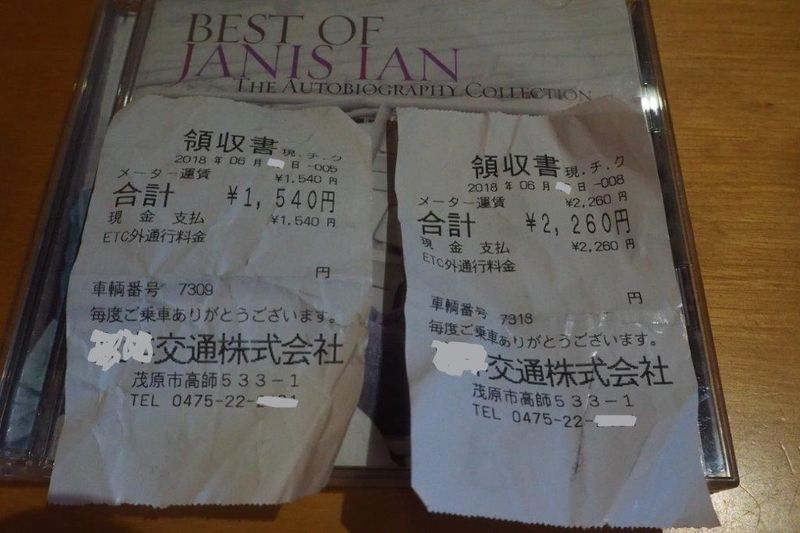 BEST OF
JANIS IAN
THE AUTOBIOGRAPHY COLLECTION
領収書 現.チ.ク
2018 年 06 月 日 -005
メーター運賃 ¥1,540 円
合計 ¥1,540円
現 金 支払 ¥1,540 円
ETC外通行料金
円
車輌番号 7309
毎度ご乗車ありがとうございます。
交通株式会社
茂原市高師533-1
TEL 0475-22-
領収書 現.チ.ク
2018 年 06 月 日 -008
メーター運賃 ¥2,260 円
合計 ¥2,260円
現 金 支払 ¥2,260 円
ETC外通行料金
円
車輌番号 7318
毎度ご乗車ありがとうございます。
交通株式会社
茂原市高師533-1
TEL 0475-22-